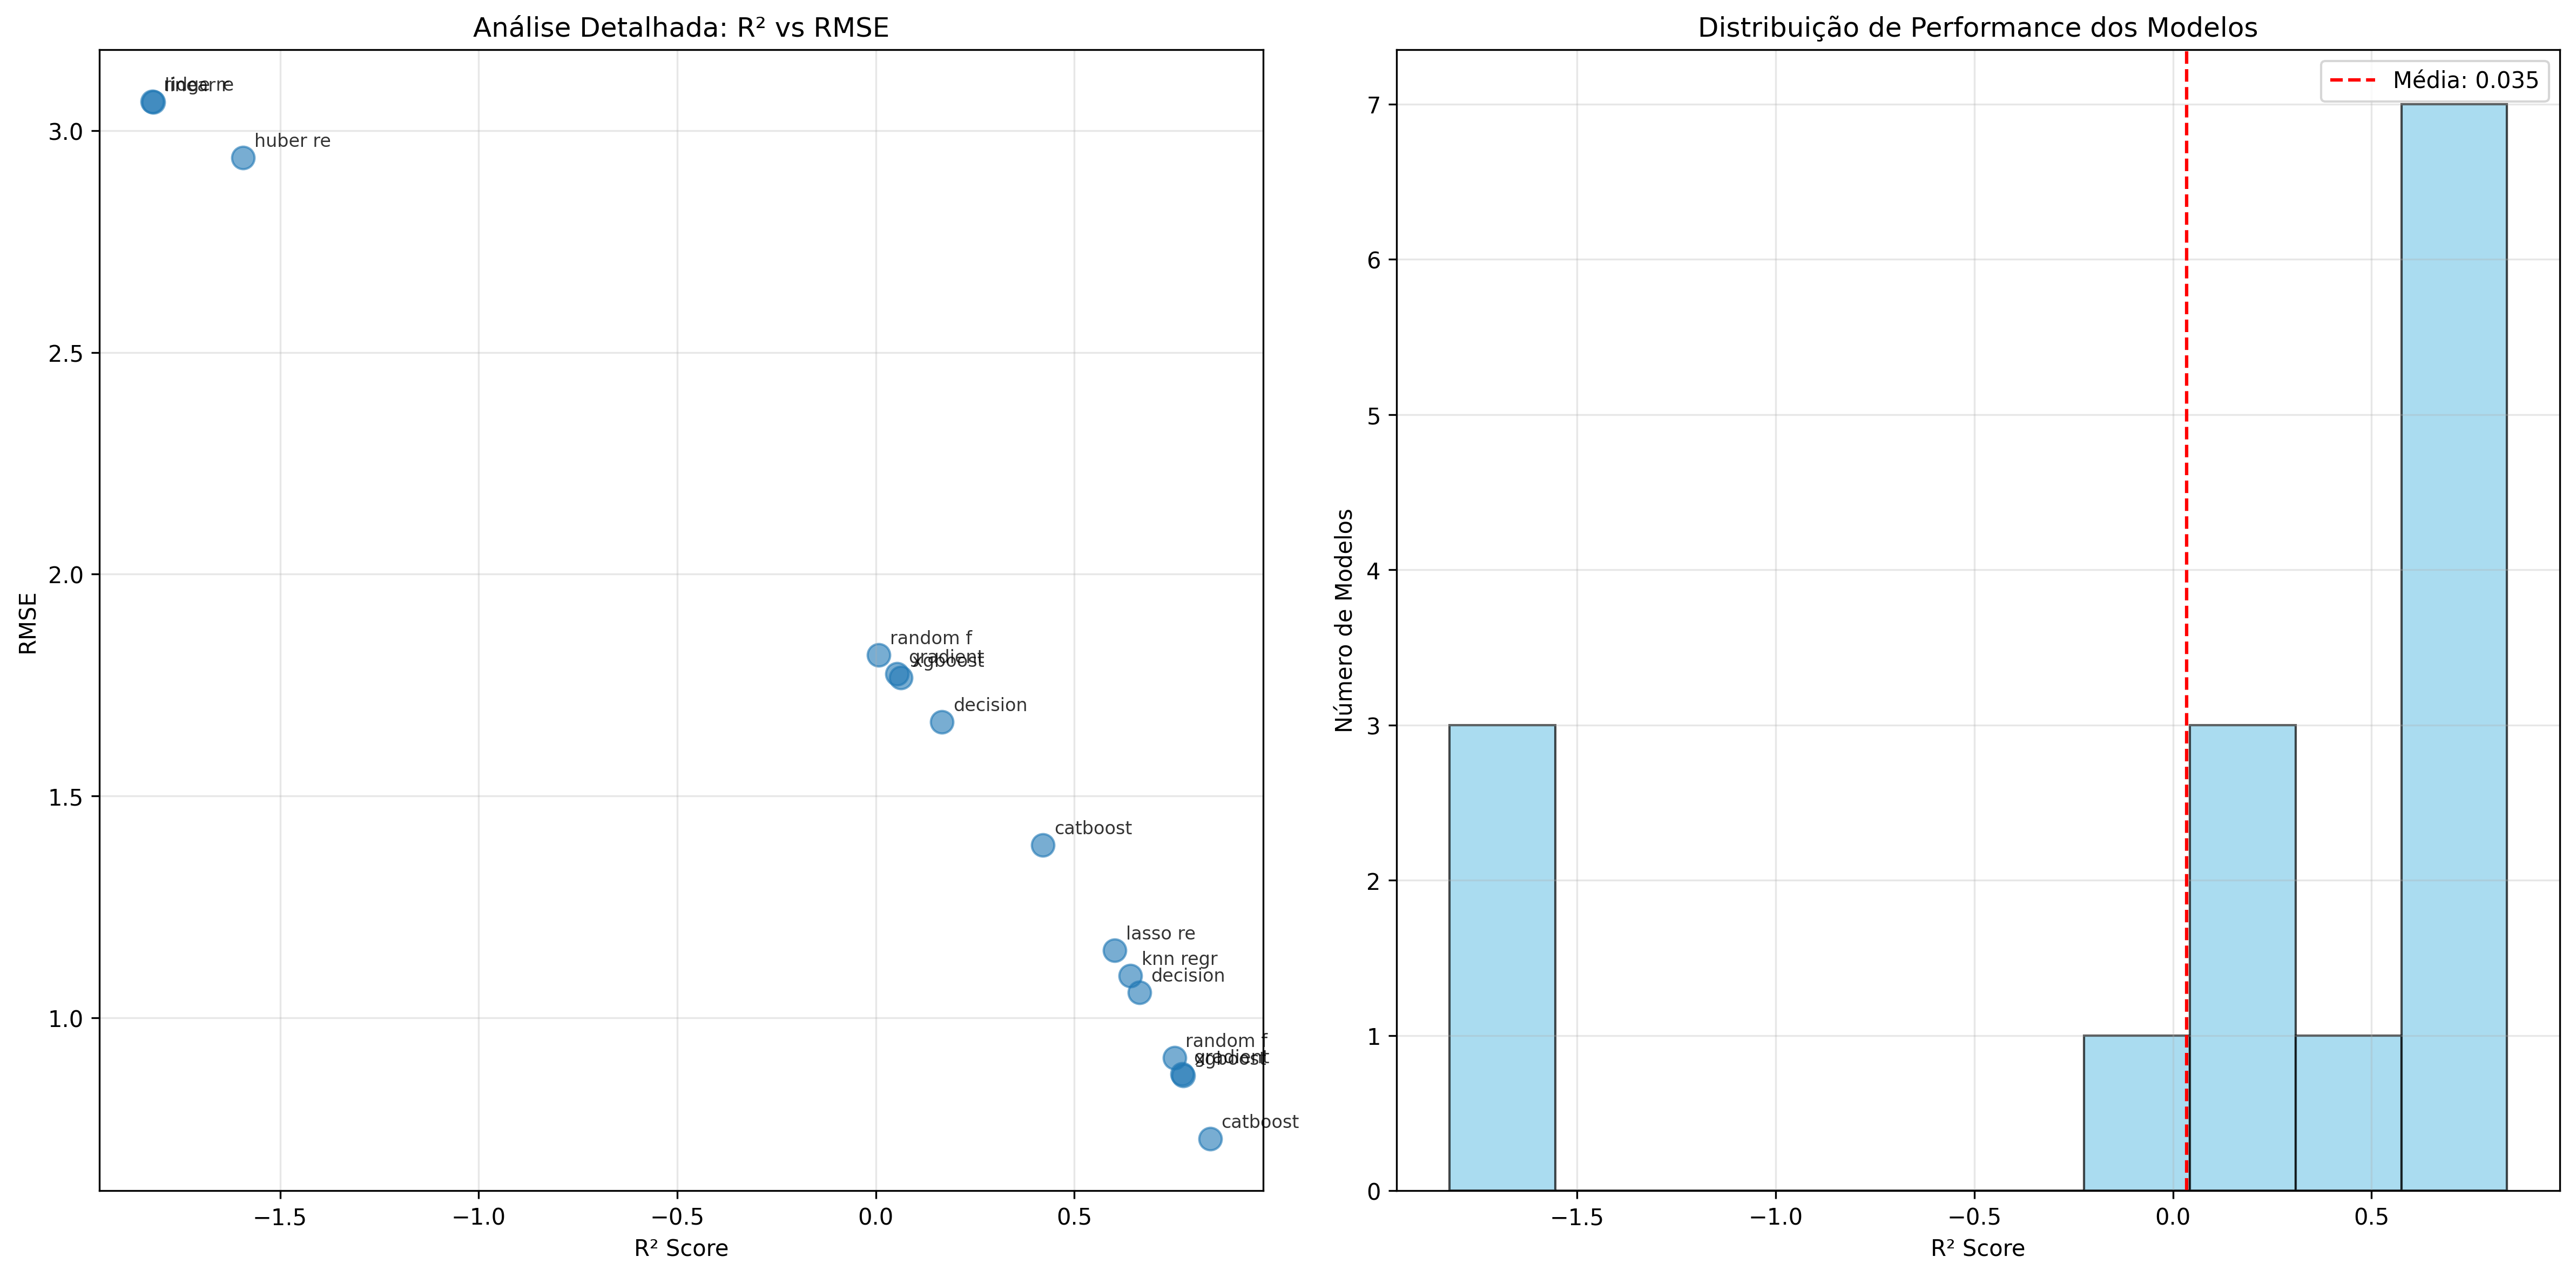 Análise Detalhada: R² vs RMSE
huber re
random f
gradient
xgboost
decision
catboost
lasso re
knn regr
decision
random f
gradient
xgboost
catboost
3.0
2.5
2.0
1.5
1.0
RMSE
−1.5
−1.0
−0.5
0.0
0.5
R² Score
Distribuição de Performance dos Modelos
Média: 0.035
7
6
5
4
3
2
1
0
Número de Modelos
−1.5
−1.0
−0.5
0.0
0.5
R² Score